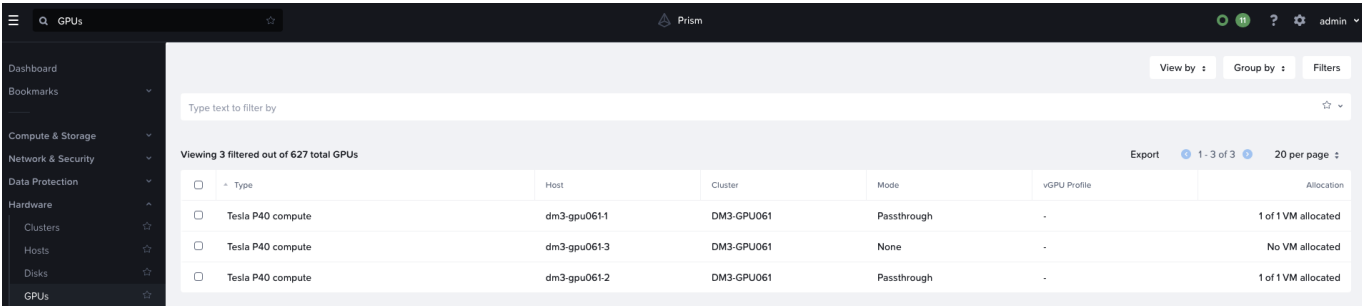 GPUs
Prism
11
?
admin
Dashboard
Bookmarks
Compute & Storage
Network & Security
Data Protection
Hardware
Clusters
Hosts
Disks
GPUs
View by
Group by
Filters
Type text to filter by
Viewing 3 filtered out of 627 total GPUs
Export 1 - 3 of 3 20 per page
Type Host Cluster Mode vGPU Profile Allocation
Tesla P40 compute dm3-gpu061-1 DM3-GPU061 Passthrough - 1 of 1 VM allocated
Tesla P40 compute dm3-gpu061-3 DM3-GPU061 None - No VM allocated
Tesla P40 compute dm3-gpu061-2 DM3-GPU061 Passthrough - 1 of 1 VM allocated